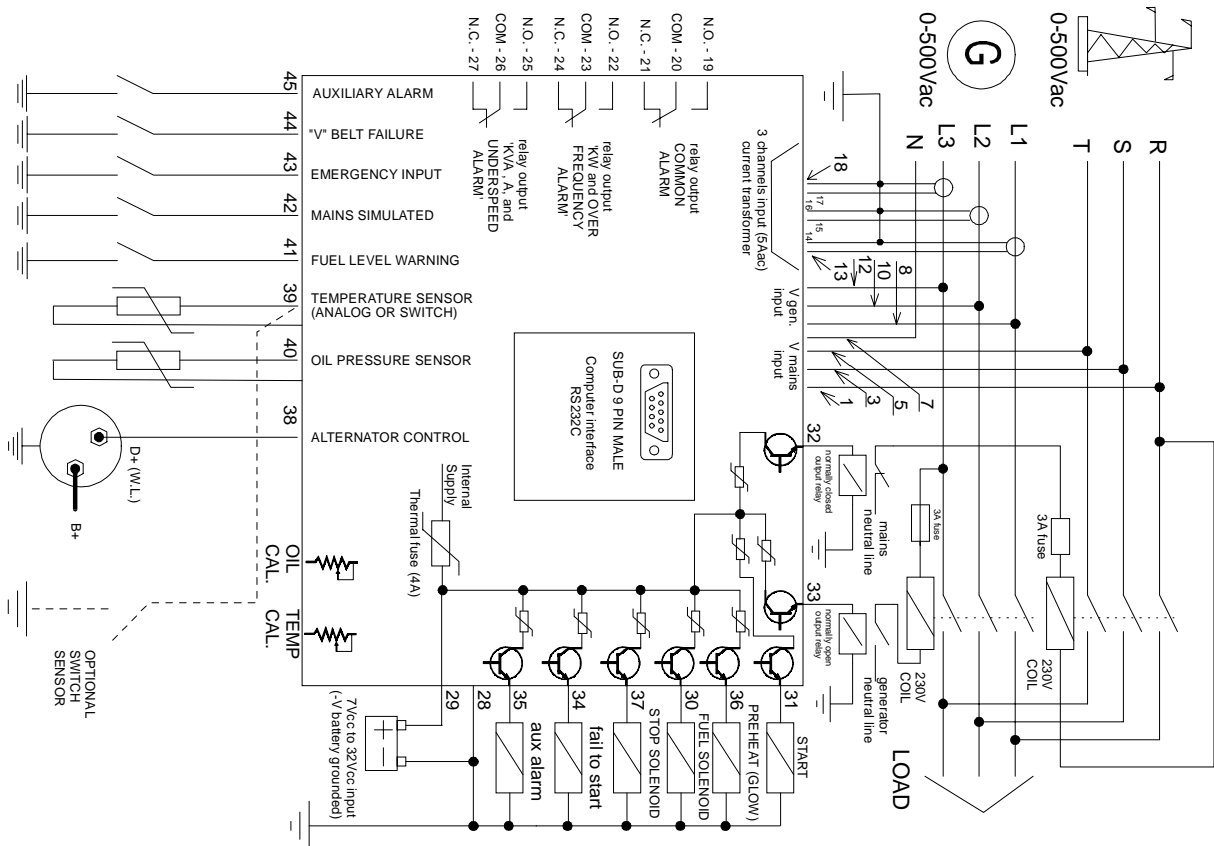 0-500Vac
0-500Vac
G
R
S
T
L1
L2
L3
N
N.O. - 19
COM - 20
N.C. - 21
N.O. - 22
COM - 23
N.C. - 24
N.O. - 25
COM - 26
N.C. - 27
relay output
COMMON
ALARM
relay output
'KW and OVER
FREQUENCY
ALARM'
relay output
'KVA , A, and
UNDERSPEED
ALARM'
3 channels input (5Aac)
current transformer
18
17
16
15
14
13
12
10
8
V gen.
input
V mains
input
7
5
3
1
45
AUXILIARY ALARM
44
"V" BELT FAILURE
43
EMERGENCY INPUT
42
MAINS SIMULATED
41
FUEL LEVEL WARNING
39
TEMPERATURE SENSOR
(ANALOG OR SWITCH)
40
OIL PRESSURE SENSOR
38
ALTERNATOR CONTROL
D+ (W.L.)
B+
OIL
CAL.
TEMP
CAL.
OPTIONAL
SWITCH
SENSOR
SUB-D 9 PIN MALE
Computer interface
RS232C
Internal
Supply
Thermal fuse (4A)
32
normally closed
output relay
mains
neutral line
3A fuse
3A fuse
33
normally open
output relay
generator
neutral line
230V
COIL
230V
COIL
LOAD
31
START
36
PREHEAT (GLOW)
30
FUEL SOLENOID
37
STOP SOLENOID
34
fail to start
35
aux alarm
28
29
7Vcc to 32Vcc input
(-V battery grounded)